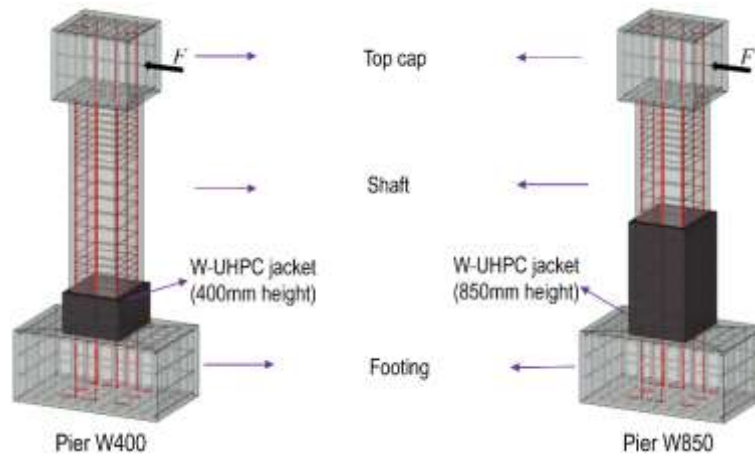 F
Top cap
F
Shaft
W-UHPC jacket
(400mm height)
W-UHPC jacket
(850mm height)
Footing
Pier W400
Pier W850